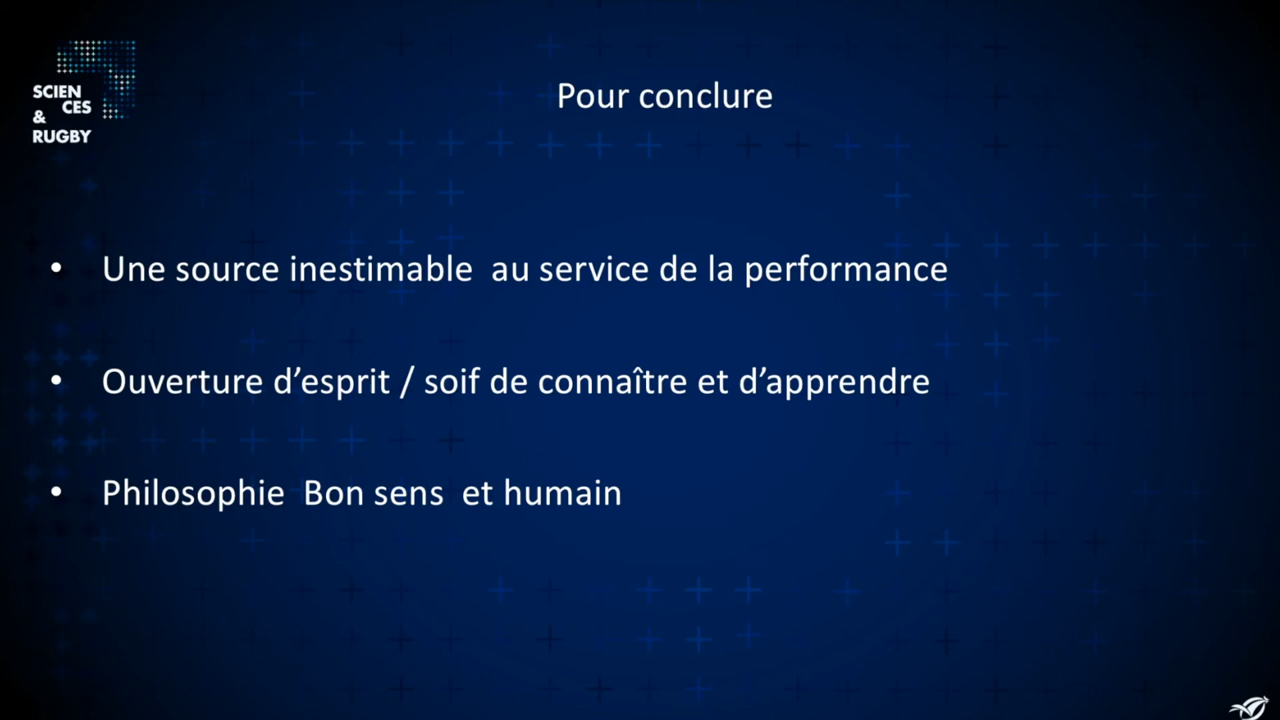 SCIEN
CES
&
RUGBY
Pour conclure
• Une source inestimable  au service de la performance
• Ouverture d’esprit / soif de connaître et d’apprendre
• Philosophie  Bon sens  et humain